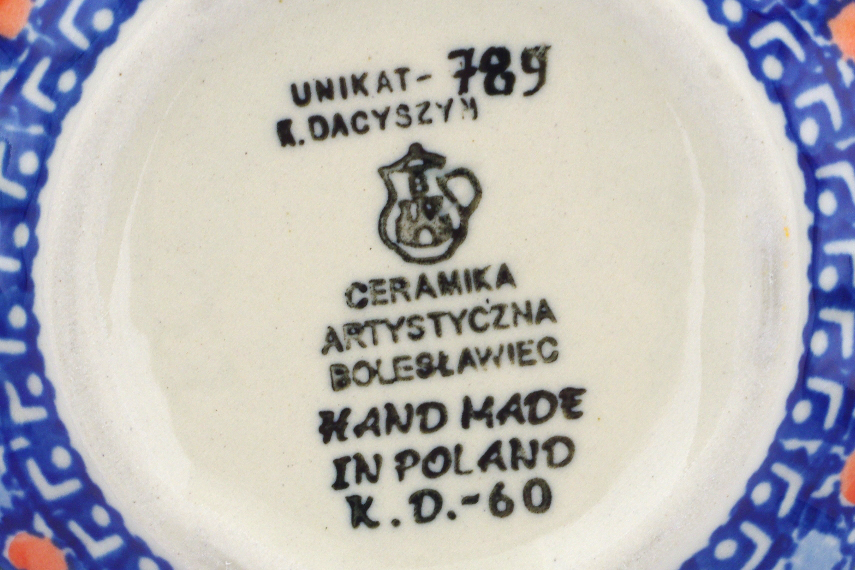 UNIKAT- 789
K.DACYSZYN
CERAMIKA
ARTYSTYCZNA
BOLESŁAWIEC
HAND MADE
IN POLAND
K.D.-60